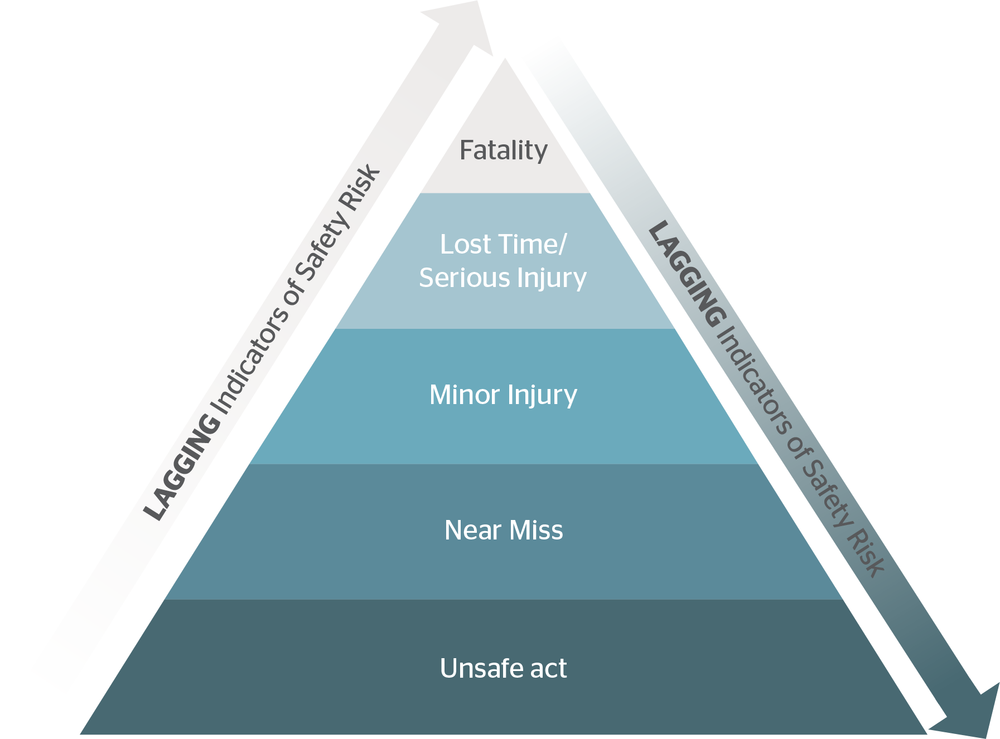 Fatality
Lost Time/
Serious Injury
Minor Injury
Near Miss
Unsafe act
LAGGING Indicators of Safety Risk
LAGGING Indicators of Safety Risk